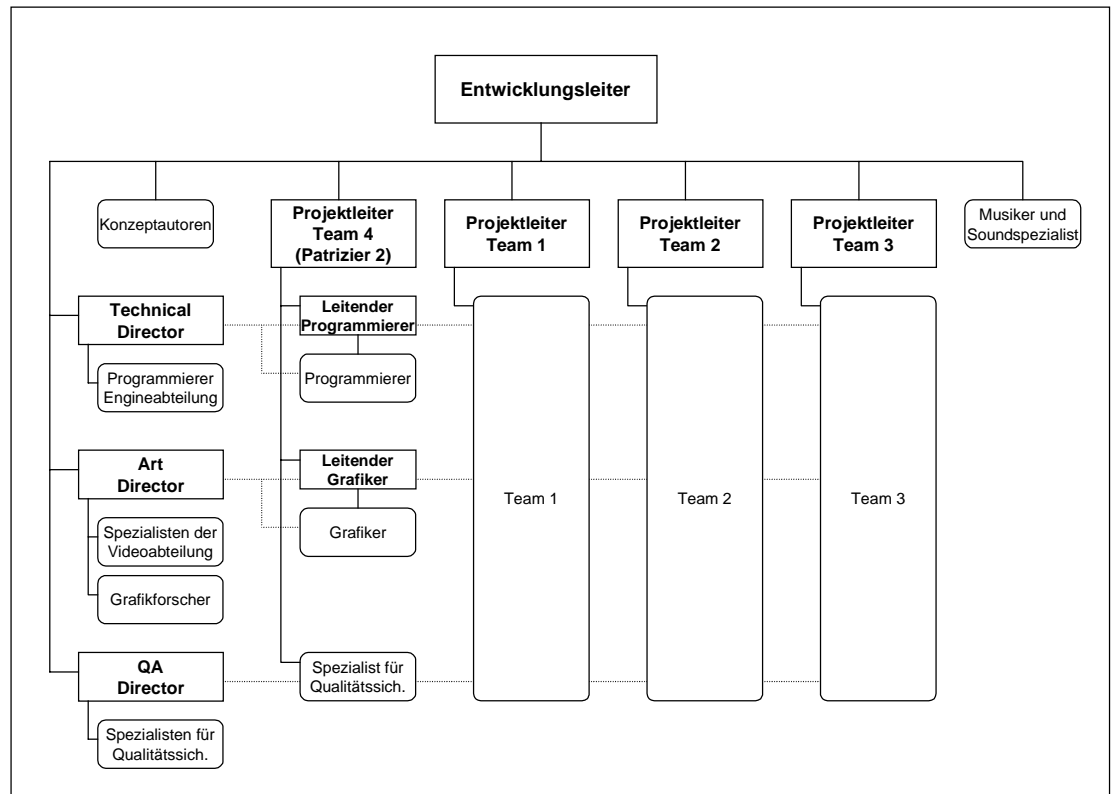 Entwicklungsleiter
Konzeptautoren
Projektleiter
Team 4
(Patrizier 2)
Projektleiter
Team 1
Projektleiter
Team 2
Projektleiter
Team 3
Musiker und
Soundspezialist
Technical
Director
Leitender
Programmierer
Programmierer
Engineabteilung
Programmierer
Art
Director
Leitender
Grafiker
Team 1
Team 2
Team 3
Spezialisten der
Videoabteilung
Grafiker
Grafikforscher
QA
Director
Spezialist für
Qualitätssich.
Spezialisten für
Qualitätssich.